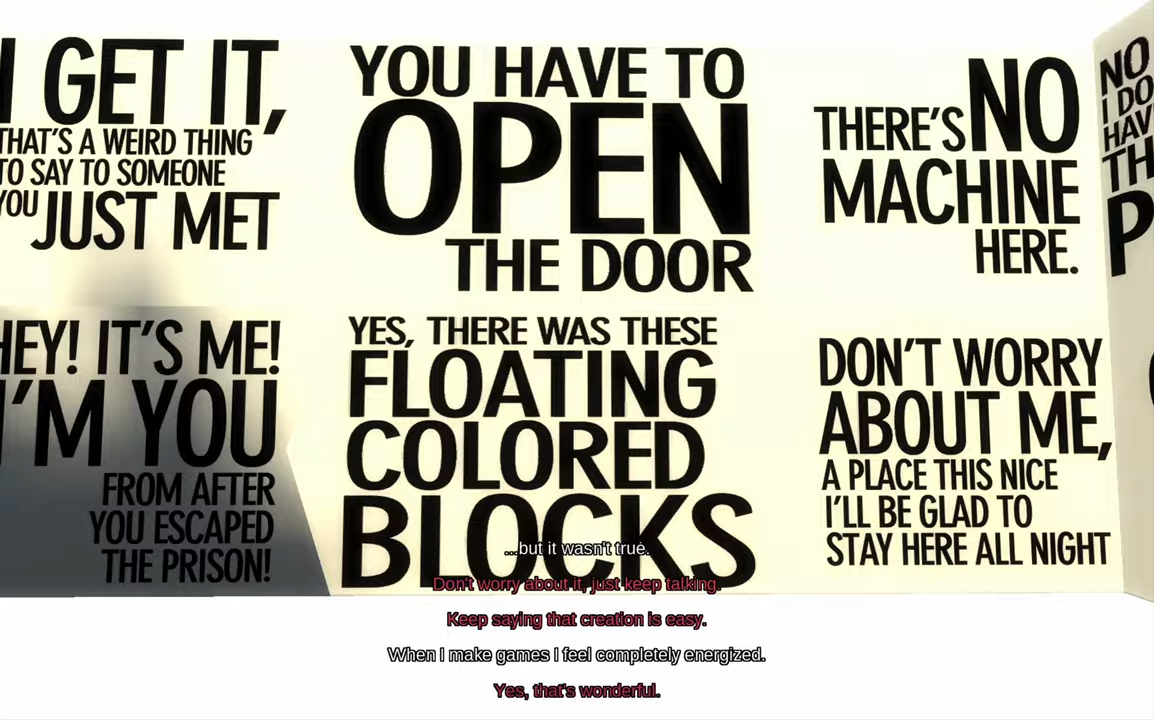 I GET IT,
THAT'S A WEIRD THING
TO SAY TO SOMEONE
YOU JUST MET
YOU HAVE TO
OPEN
THE DOOR
THERE'S NO
MACHINE
HERE.
NO
I DO
HAV
TH
P
HEY! IT'S ME!
I'M YOU
FROM AFTER
YOU ESCAPED
THE PRISON!
YES, THERE WAS THESE
FLOATING
COLORED
BLOCKS
DON'T WORRY
ABOUT ME,
A PLACE THIS NICE
I'LL BE GLAD TO
STAY HERE ALL NIGHT
...but it wasn't true.
Don't worry about it, just keep talking.
Keep saying that creation is easy.
When I make games I feel completely energized.
Yes, that's wonderful.